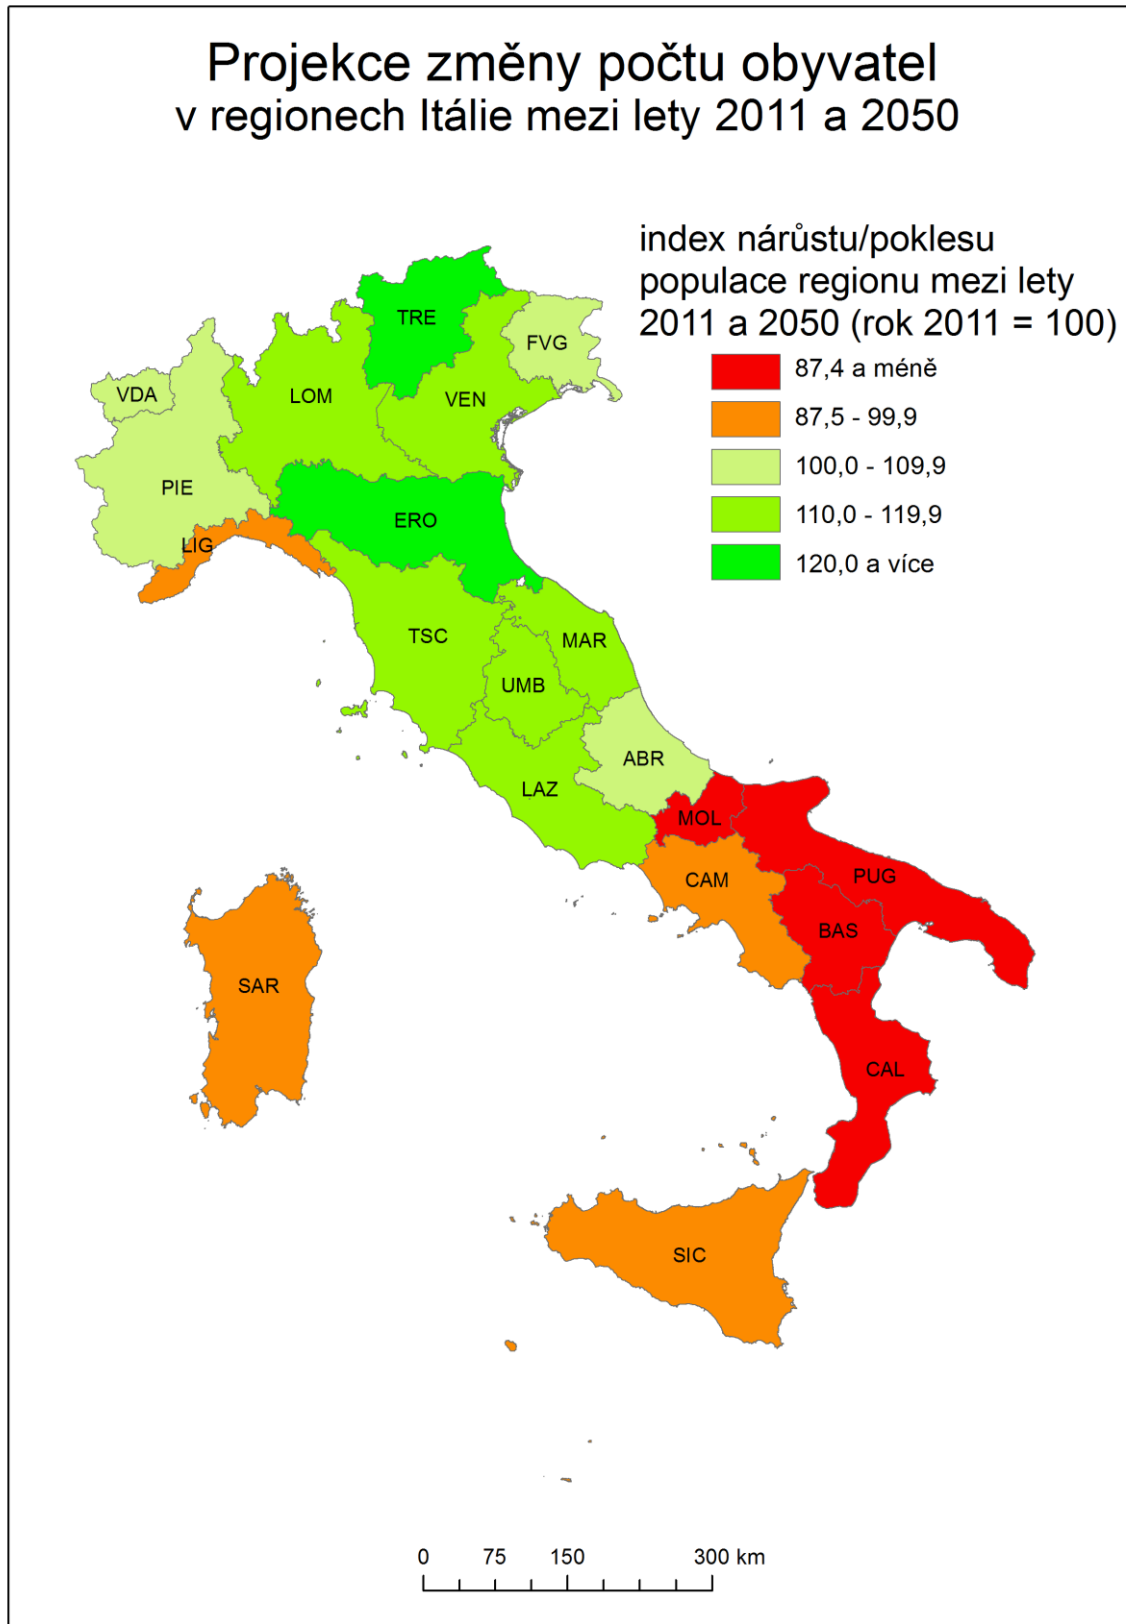 Projekce změny počtu obyvatel
v regionech Itálie mezi lety 2011 a 2050
index nárůstu/poklesu
populace regionu mezi lety
2011 a 2050 (rok 2011 = 100)
87,4 a méně
87,5 - 99,9
100,0 - 109,9
110,0 - 119,9
120,0 a více
TRE
FVG
VDA
LOM
VEN
PIE
ERO
LIG
TSC
MAR
UMB
ABR
LAZ
MOL
CAM
PUG
BAS
SAR
CAL
SIC
0 75 150 300 km